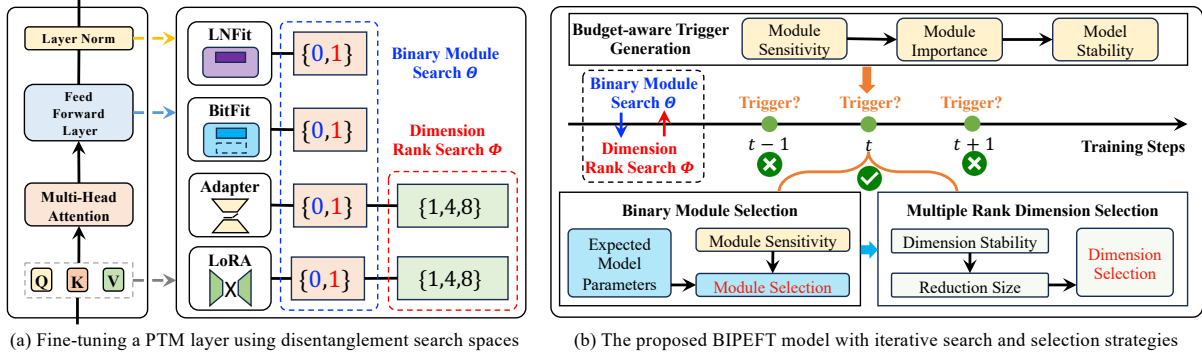 Layer Norm
Feed
Forward
Layer
Multi-Head
Attention
Q K V
LNFit
{0,1}
BitFit
{0,1}
Adapter
{0,1}
{1,4,8}
LoRA
{0,1}
{1,4,8}
Binary Module
Search Θ
Dimension
Rank Search Φ
(a) Fine-tuning a PTM layer using disentanglement search spaces
Budget-aware Trigger
Generation
Module
Sensitivity
Module
Importance
Model
Stability
Binary Module
Search Θ
Dimension
Rank Search Φ
Trigger?
Trigger?
Trigger?
t − 1
t
t + 1
Training Steps
Binary Module Selection
Expected
Model
Parameters
Module Sensitivity
Module Selection
Multiple Rank Dimension Selection
Dimension Stability
Reduction Size
Dimension
Selection
(b) The proposed BIPEFT model with iterative search and selection strategies